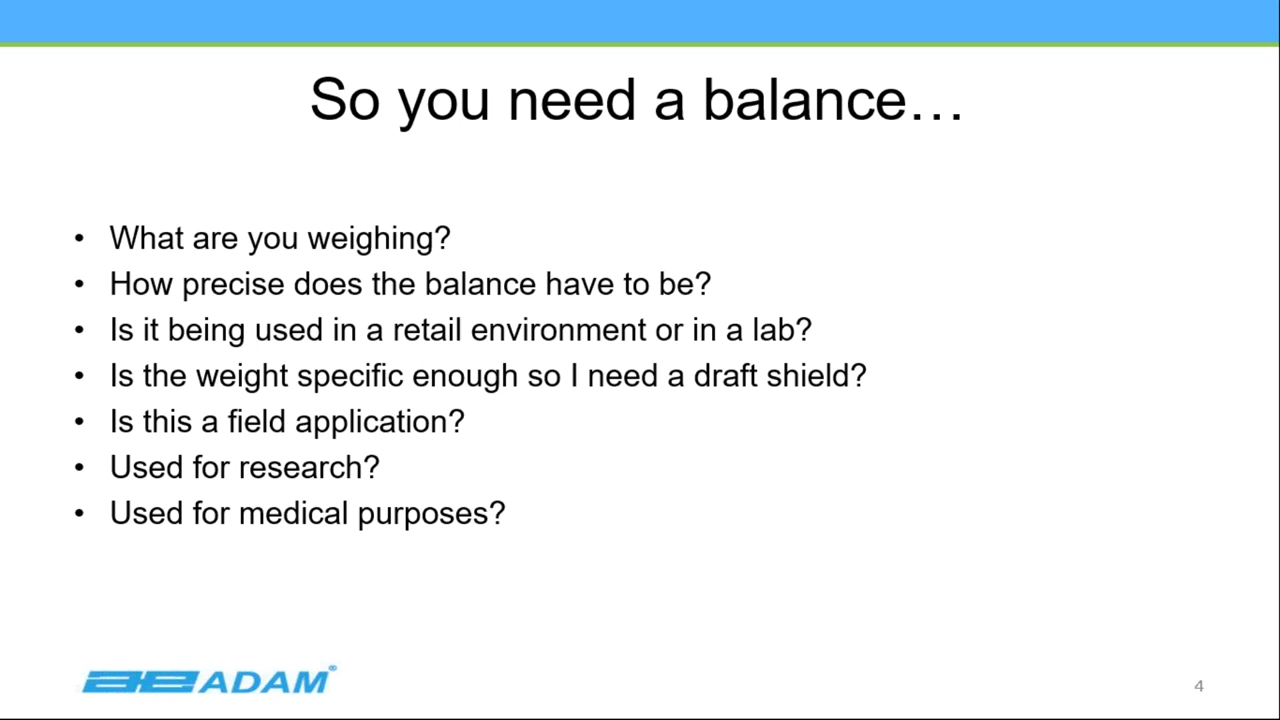 So you need a balance…
• What are you weighing?
• How precise does the balance have to be?
• Is it being used in a retail environment or in a lab?
• Is the weight specific enough so I need a draft shield?
• Is this a field application?
• Used for research?
• Used for medical purposes?
AE ADAM®
4